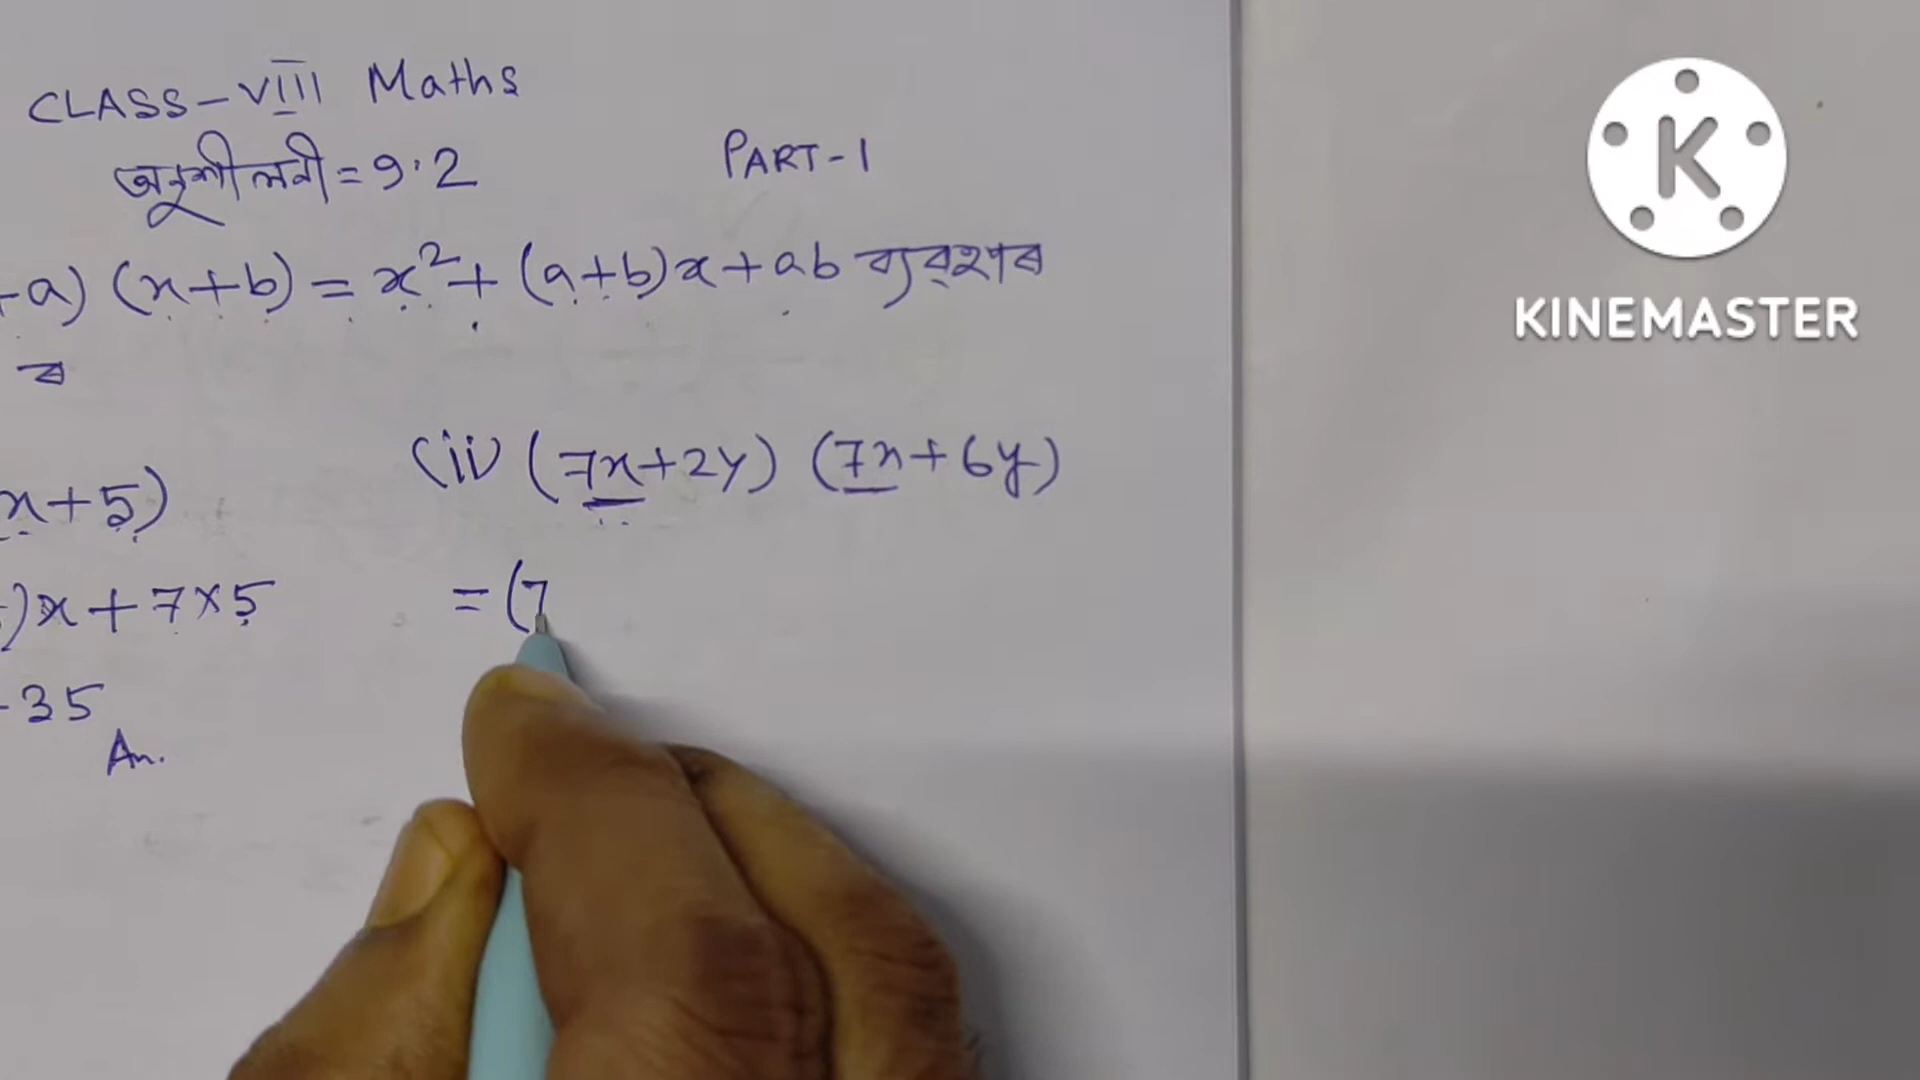 CLASS-VIII Maths
অনুশীলনী = 9.2
PART-1
+a) (x+b) = x² + (a+b)x + ab ব্যৱহাৰ
ৰ
x+5)
)x + 7×5
-35
An.
(ii) (7x+2y) (7x+6y)
= (7
K
KINEMASTER